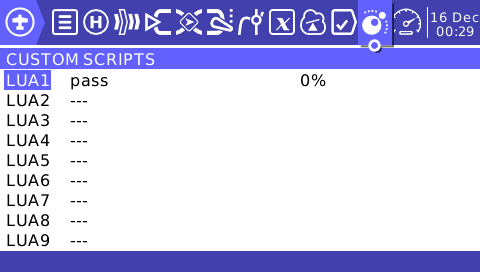 16 Dec
00:29
CUSTOM SCRIPTS
LUA1 pass 0%
LUA2 ---
LUA3 ---
LUA4 ---
LUA5 ---
LUA6 ---
LUA7 ---
LUA8 ---
LUA9 ---